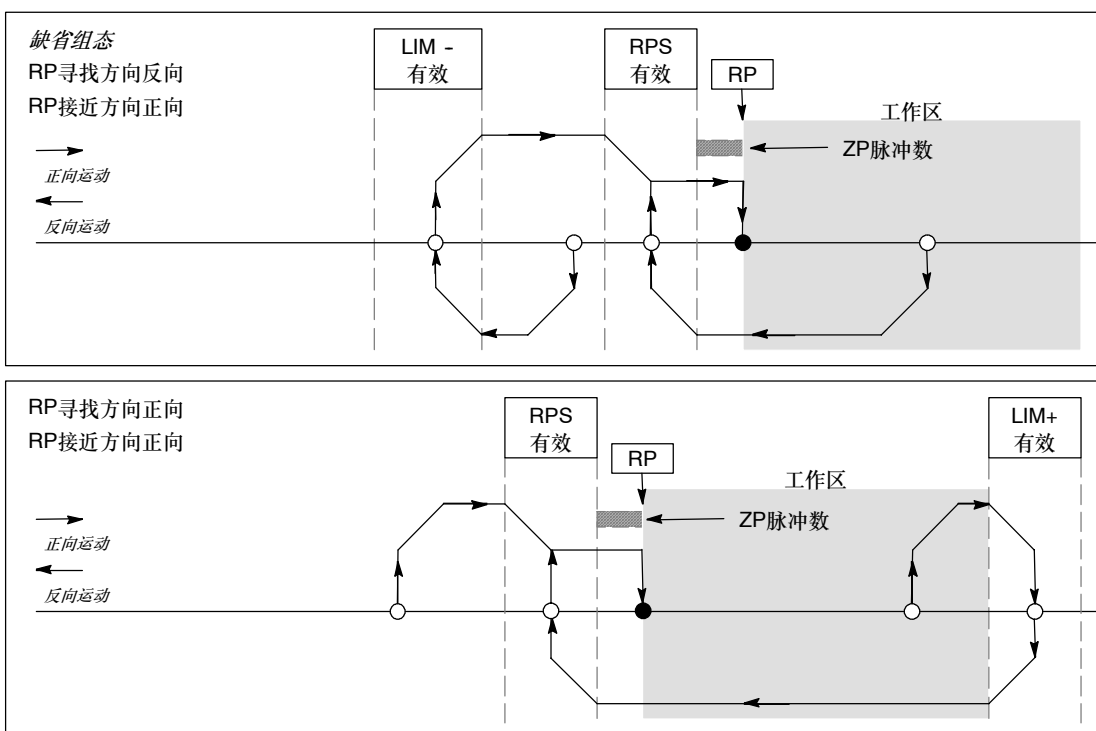 缺省组态
RP寻找方向反向
RP接近方向正向
正向运动
反向运动
LIM -
有效
RPS
有效
RP
工作区
ZP脉冲数
RP寻找方向正向
RP接近方向正向
正向运动
反向运动
RPS
有效
RP
工作区
ZP脉冲数
LIM+
有效